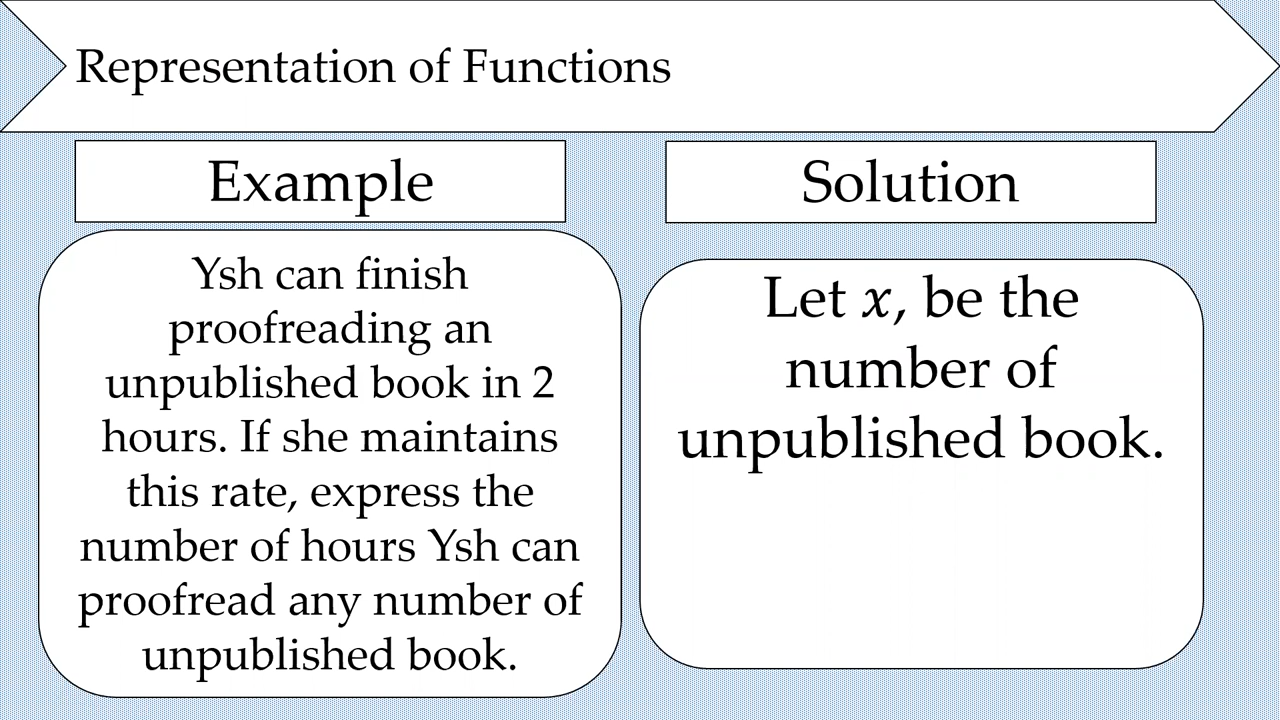 Representation of Functions
Example
Ysh can finish
proofreading an
unpublished book in 2
hours. If she maintains
this rate, express the
number of hours Ysh can
proofread any number of
unpublished book.
Solution
Let x, be the
number of
unpublished book.